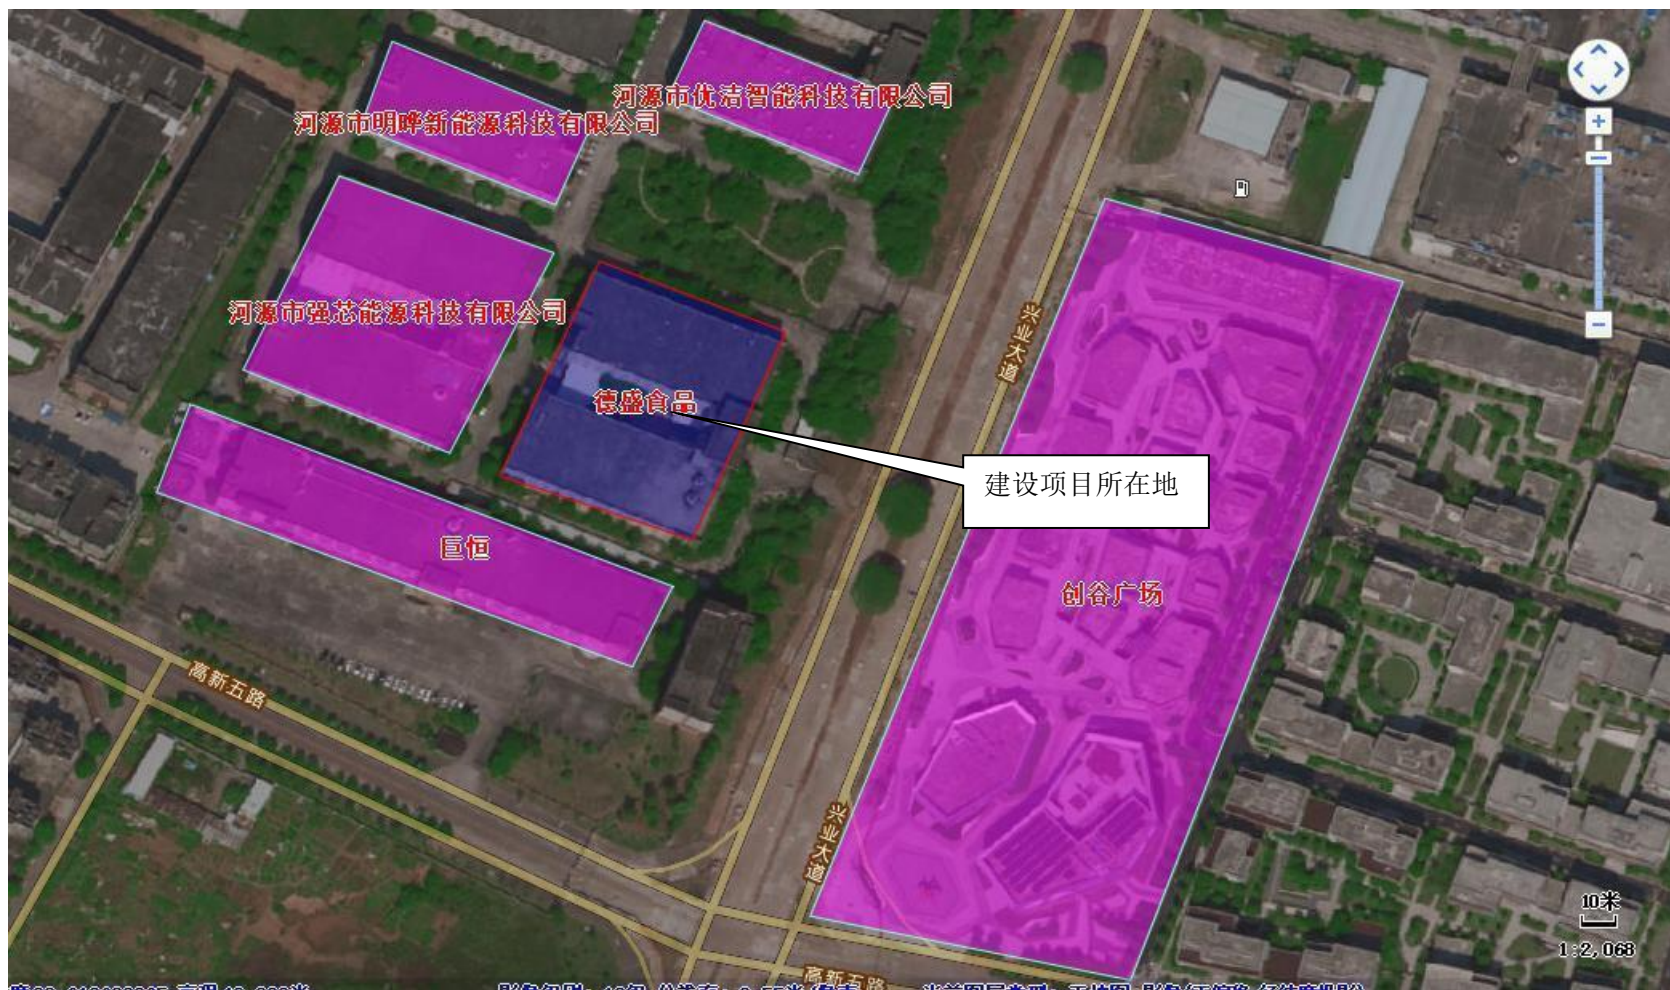 河源市优洁智能科技有限公司
河源市明晔新能源科技有限公司
河源市强芯能源科技有限公司
兴业大道
德盛食品
建设项目所在地
巨恒
创谷广场
高新五路
兴业大道
10米
1:2,068
高新五路